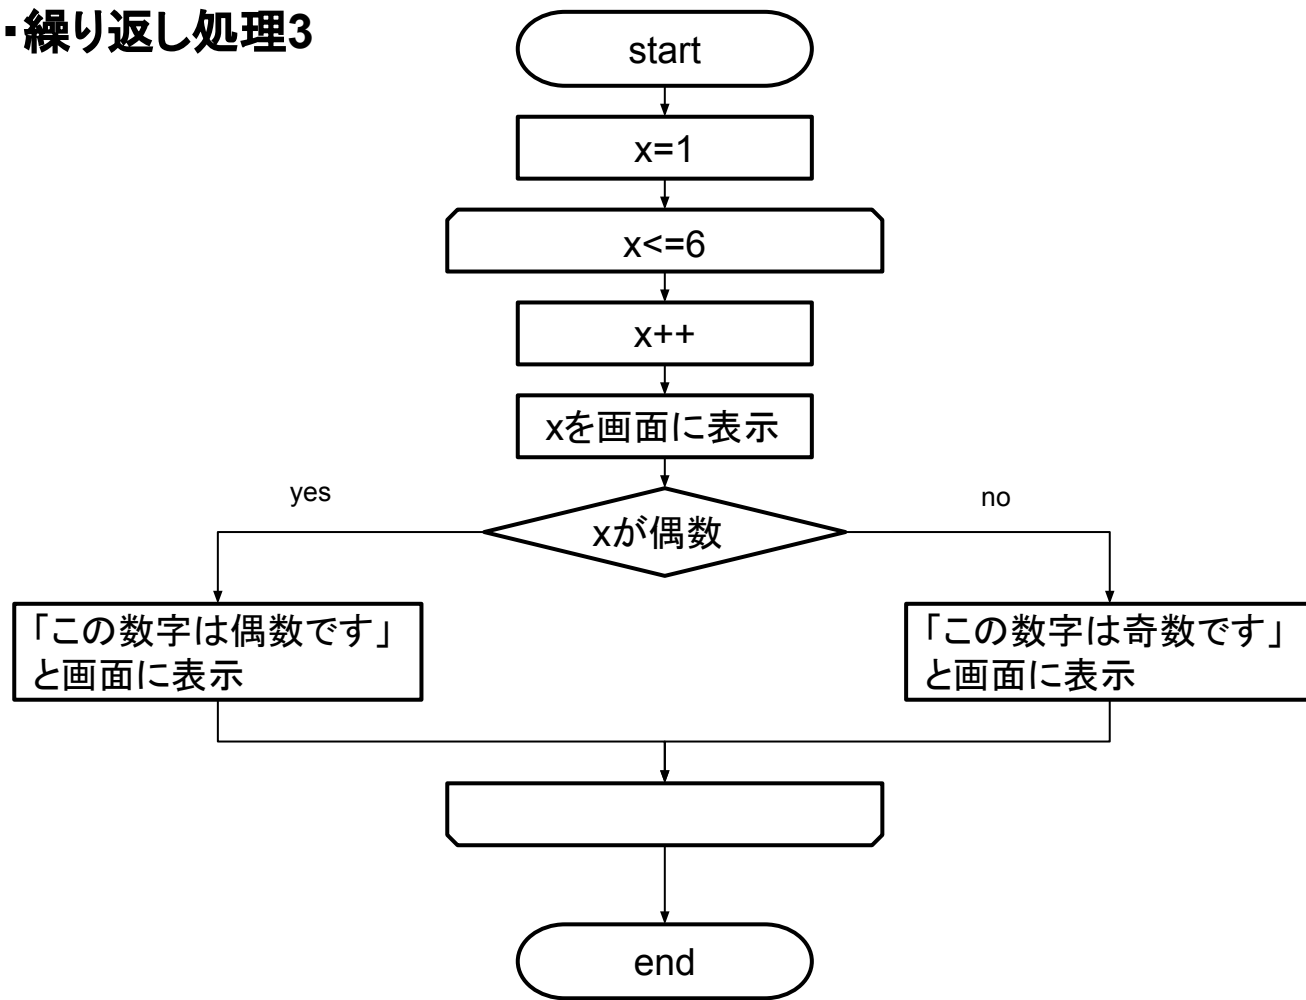 ・繰り返し処理3
start
x=1
x<=6
x++
xを画面に表示
yes
no
xが偶数
「この数字は偶数です」
と画面に表示
「この数字は奇数です」
と画面に表示
end